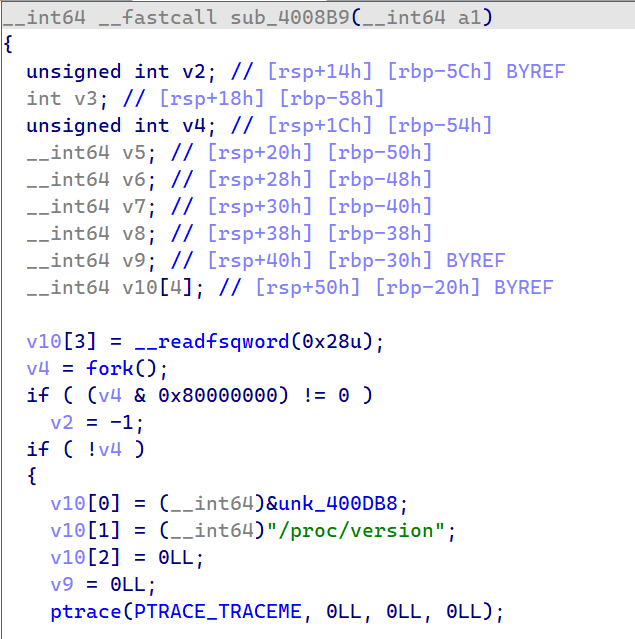 __int64 __fastcall sub_4008B9(__int64 a1)
{
  unsigned int v2; // [rsp+14h] [rbp-5Ch] BYREF
  int v3; // [rsp+18h] [rbp-58h]
  unsigned int v4; // [rsp+1Ch] [rbp-54h]
  __int64 v5; // [rsp+20h] [rbp-50h]
  __int64 v6; // [rsp+28h] [rbp-48h]
  __int64 v7; // [rsp+30h] [rbp-40h]
  __int64 v8; // [rsp+38h] [rbp-38h]
  __int64 v9; // [rsp+40h] [rbp-30h] BYREF
  __int64 v10[4]; // [rsp+50h] [rbp-20h] BYREF

  v10[3] = __readfsqword(0x28u);
  v4 = fork();
  if ( (v4 & 0x80000000) != 0 )
    v2 = -1;
  if ( !v4 )
  {
    v10[0] = (__int64)&unk_400DB8;
    v10[1] = (__int64)"/proc/version";
    v10[2] = 0LL;
    v9 = 0LL;
    ptrace(PTRACE_TRACEME, 0LL, 0LL, 0LL);